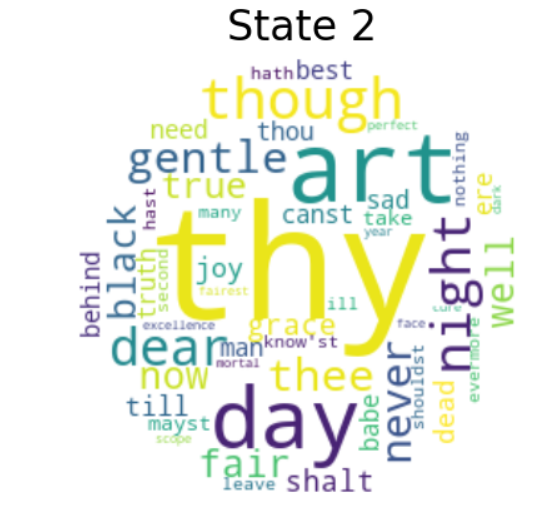 State 2
hath best
though
need thou perfect
gentle art nothing
true sad ere dark
hast many canst take
thy year
black joy night well
behind truth second fairest ill cure
excellence grace face
dear man know'st evermore
mortal
now thee never shouldst
till day babe dead
mayst
scope
fair shalt
leave